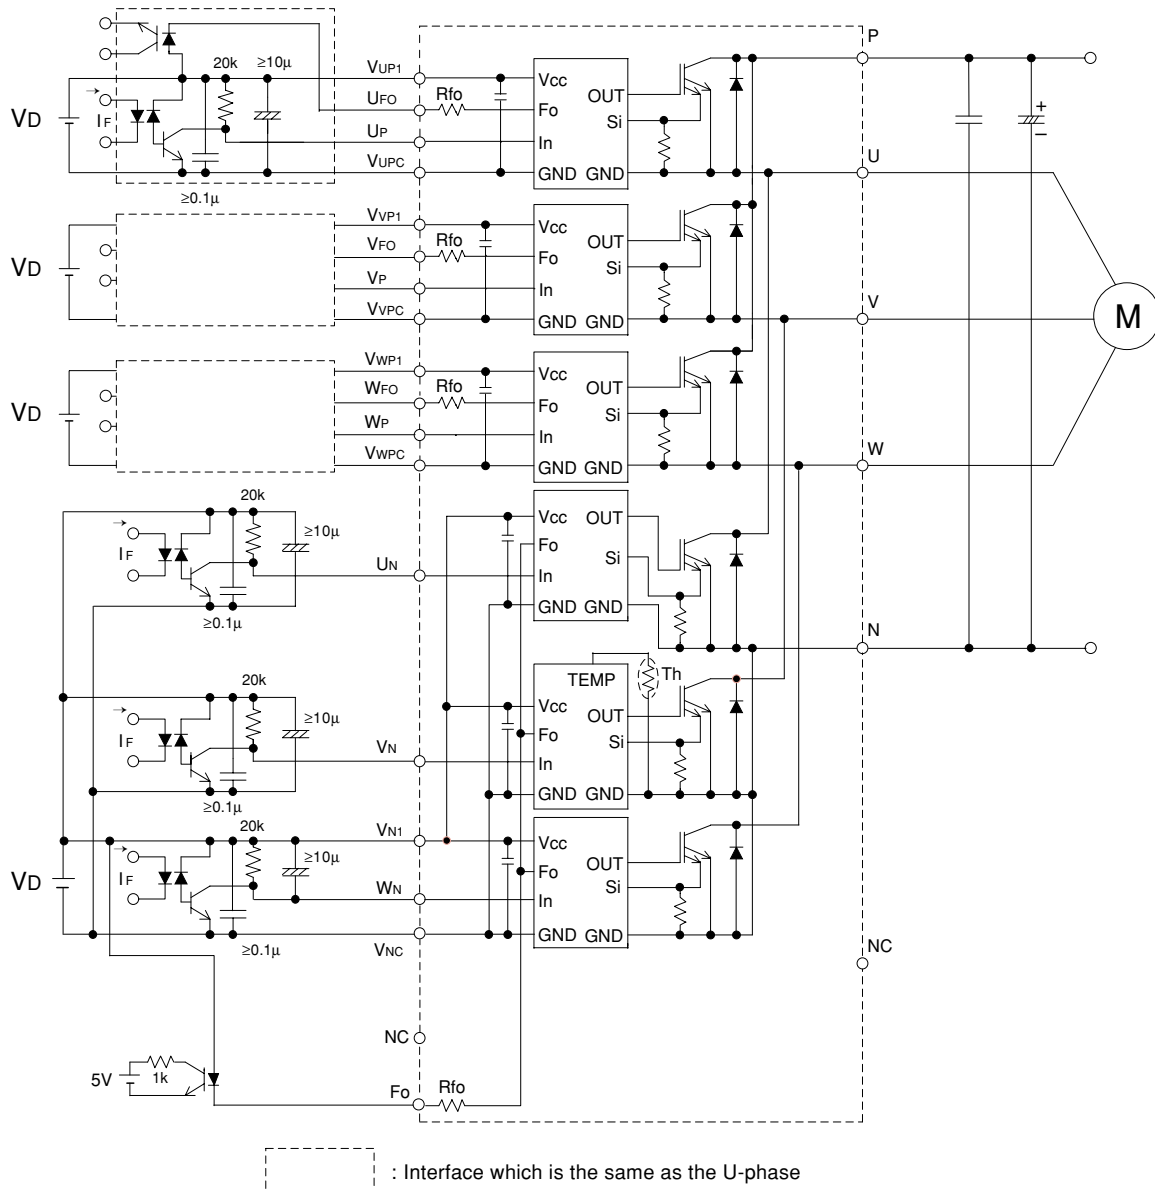 P
20k
≥10µ
VUP1
Vcc
VD
→
IF
UFO
Rfo
OUT
Fo
Si
+
–
UP
In
U
VUPC
GND GND
≥0.1µ
VVP1
Vcc
VFO
Rfo
OUT
VD
Fo
Si
VP
In
V
VVPC
GND GND
M
VWP1
Vcc
WFO
Rfo
OUT
VD
Fo
Si
WP
In
W
VWPC
GND GND
20k
→
IF
≥10µ
Vcc OUT
Fo
Si
UN
In
GND GND
≥0.1µ
N
TEMP
Th
20k
→
IF
≥10µ
Vcc
OUT
Fo
Si
VN
In
GND GND
≥0.1µ
20k
VN1
Vcc
→
IF
≥10µ
OUT
VD
Fo
Si
WN
In
GND GND
≥0.1µ
VNC
NC
NC
5V
1k
Fo
Rfo
: Interface which is the same as the U-phase